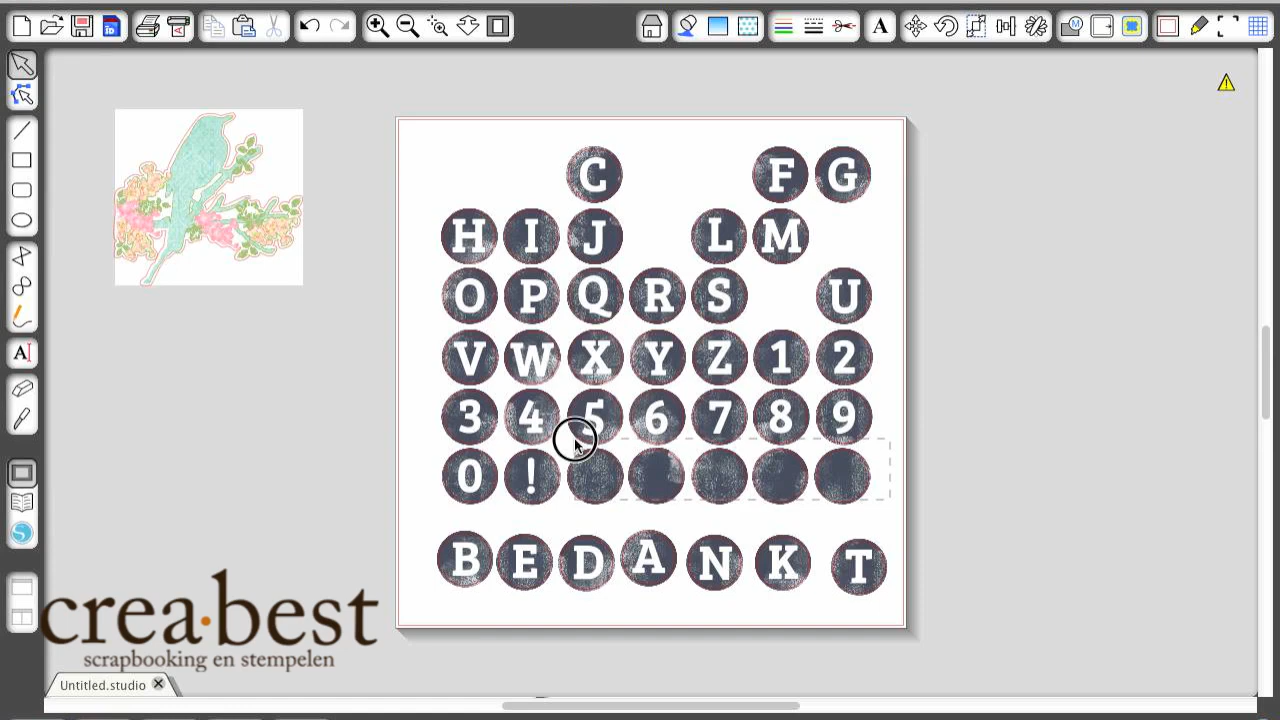 C F G
H I J L M
O P Q R S U
V W X Y Z 1 2
3 4 5 6 7 8 9
0 !
B E D A N K T
crea·best
scrapbooking en stempelen
Untitled.studio